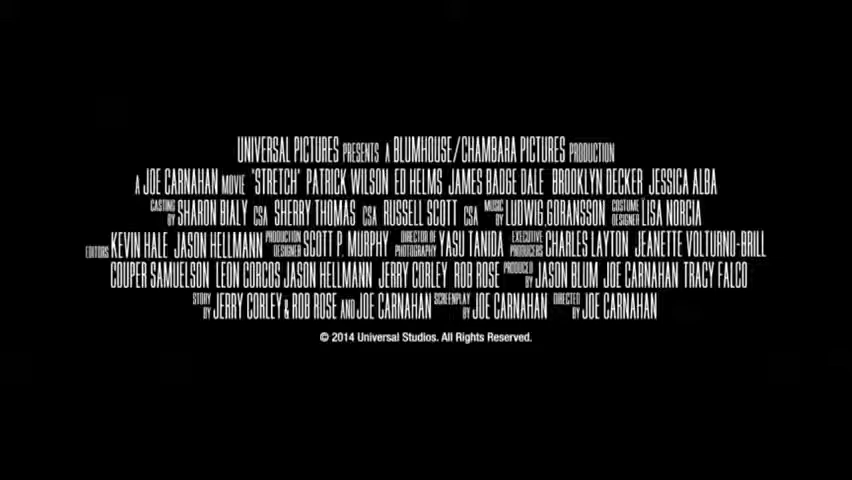 UNIVERSAL PICTURES PRESENTS A BLUMHOUSE/CHAMBARA PICTURES PRODUCTION
A JOE CARNAHAN MOVIE "STRETCH" PATRICK WILSON ED HELMS JAMES BADGE DALE BROOKLYN DECKER JESSICA ALBA
CASTING BY SHARON BIALY CSA SHERRY THOMAS CSA RUSSELL SCOTT CSA MUSIC BY LUDWIG GORANSSON COSTUME DESIGNER LISA NORCIA
EDITORS KEVIN HALE JASON HELLMANN PRODUCTION DESIGNER SCOTT P. MURPHY DIRECTOR OF PHOTOGRAPHY YASU TANIDA EXECUTIVE PRODUCERS CHARLES LAYTON JEANETTE VOLTURNO-BRILL
COUPER SAMUELSON LEON CORCOS JASON HELLMANN JERRY CORLEY ROB ROSE PRODUCED BY JASON BLUM JOE CARNAHAN TRACY FALCO
STORY BY JERRY CORLEY & ROB ROSE AND JOE CARNAHAN SCREENPLAY BY JOE CARNAHAN DIRECTED BY JOE CARNAHAN
© 2014 Universal Studios. All Rights Reserved.